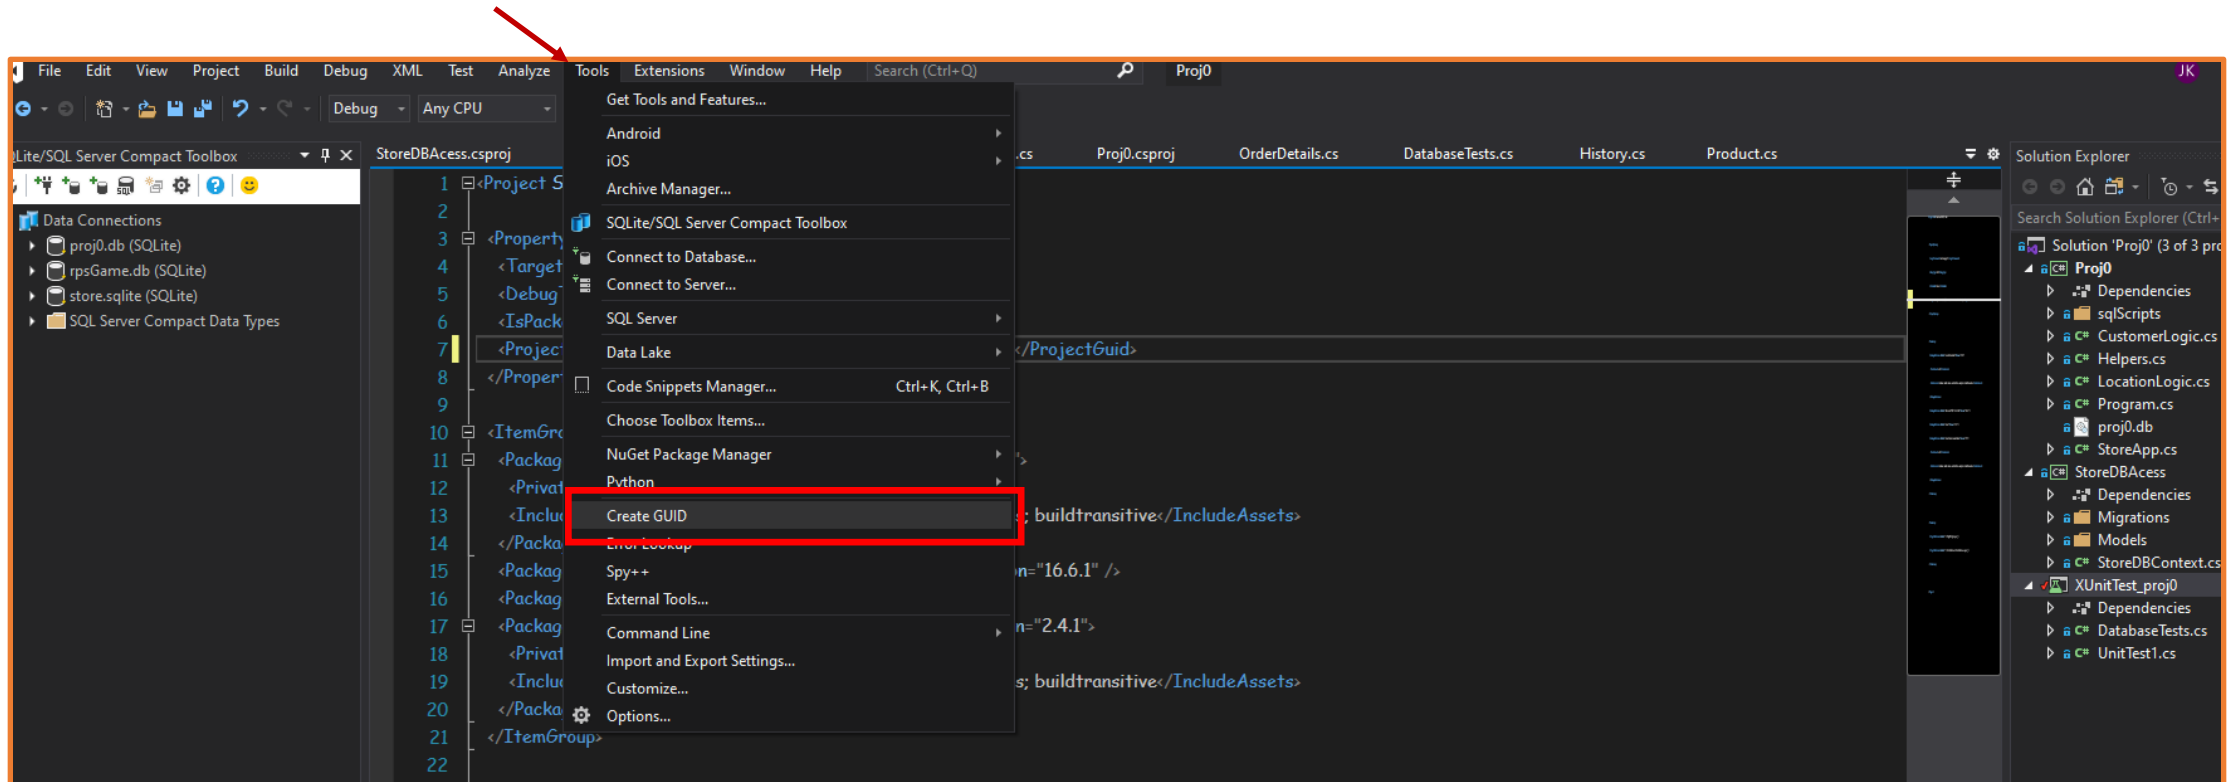 File Edit View Project Build Debug XML Test Analyze Tools Extensions Window Help Search (Ctrl+Q) Proj0 JK
Debug Any CPU
Get Tools and Features...
Android
iOS
Archive Manager...
SQLite/SQL Server Compact Toolbox
Connect to Database...
Connect to Server...
SQL Server
Data Lake
Code Snippets Manager... Ctrl+K, Ctrl+B
Choose Toolbox Items...
NuGet Package Manager
Python
Create GUID
Error Lookup
Spy++
External Tools...
Command Line
Import and Export Settings...
Customize...
Options...
Lite/SQL Server Compact Toolbox
Data Connections
proj0.db (SQLite)
rpsGame.db (SQLite)
store.sqlite (SQLite)
SQL Server Compact Data Types
StoreDBAcess.csproj .cs Proj0.csproj OrderDetails.cs DatabaseTests.cs History.cs Product.cs
1 <Project S
2
3 <Property
4 <Target
5 <Debug
6 <IsPack
7 <Project </ProjectGuid>
8 </Proper
9
10 <ItemGro
11 <Packag ">
12 <Privat
13 <Inclu s; buildtransitive</IncludeAssets>
14 </Packa
15 <Packag n="16.6.1" />
16 <Packag
17 <Packag n="2.4.1">
18 <Privat
19 <Inclu s; buildtransitive</IncludeAssets>
20 </Packa
21 </ItemGroup>
22
Solution Explorer
Search Solution Explorer (Ctrl+
Solution 'Proj0' (3 of 3 pro
C# Proj0
Dependencies
sqlScripts
C# CustomerLogic.cs
C# Helpers.cs
C# LocationLogic.cs
C# Program.cs
proj0.db
C# StoreApp.cs
C# StoreDBAcess
Dependencies
Migrations
Models
C# StoreDBContext.cs
XUnitTest_proj0
Dependencies
C# DatabaseTests.cs
C# UnitTest1.cs